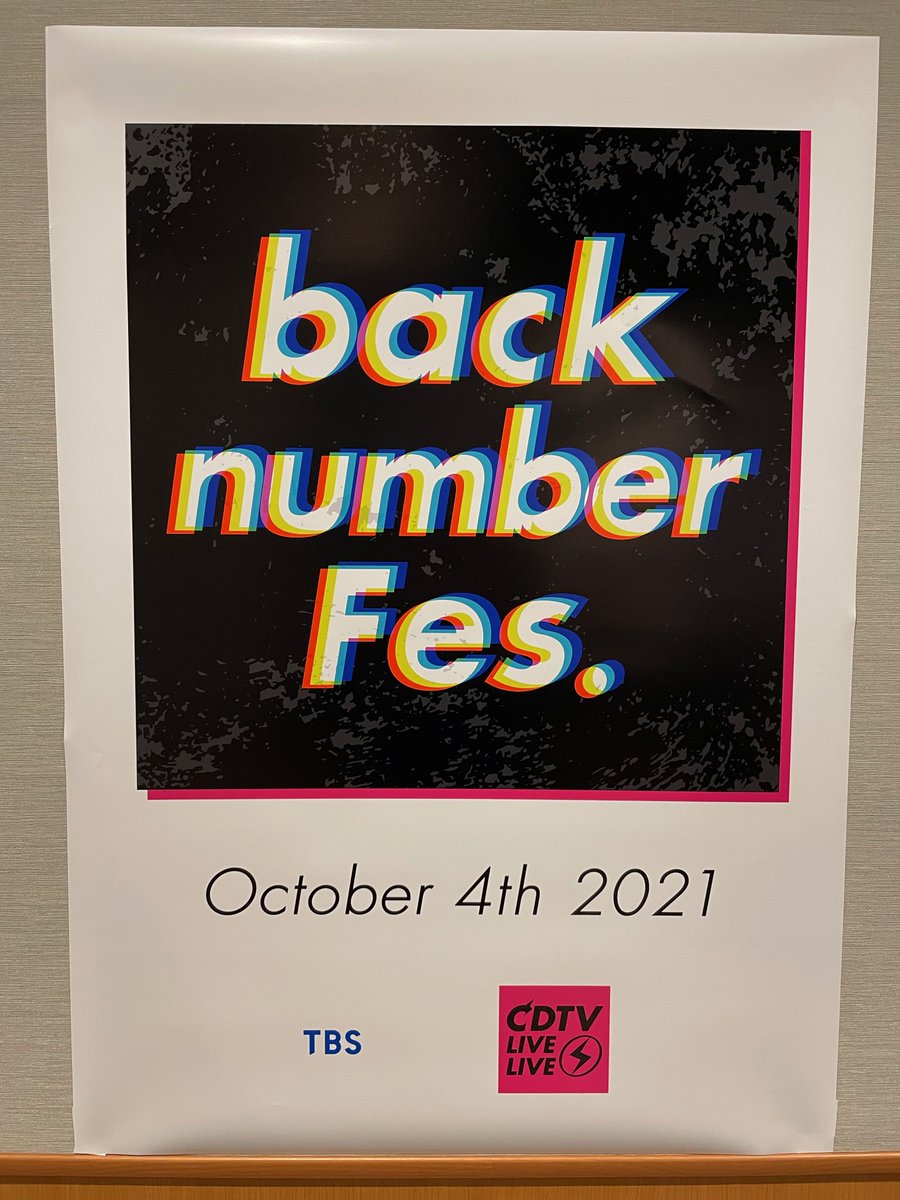 back
number
Fes.
October 4th 2021
TBS
CDTV
LIVE
LIVE